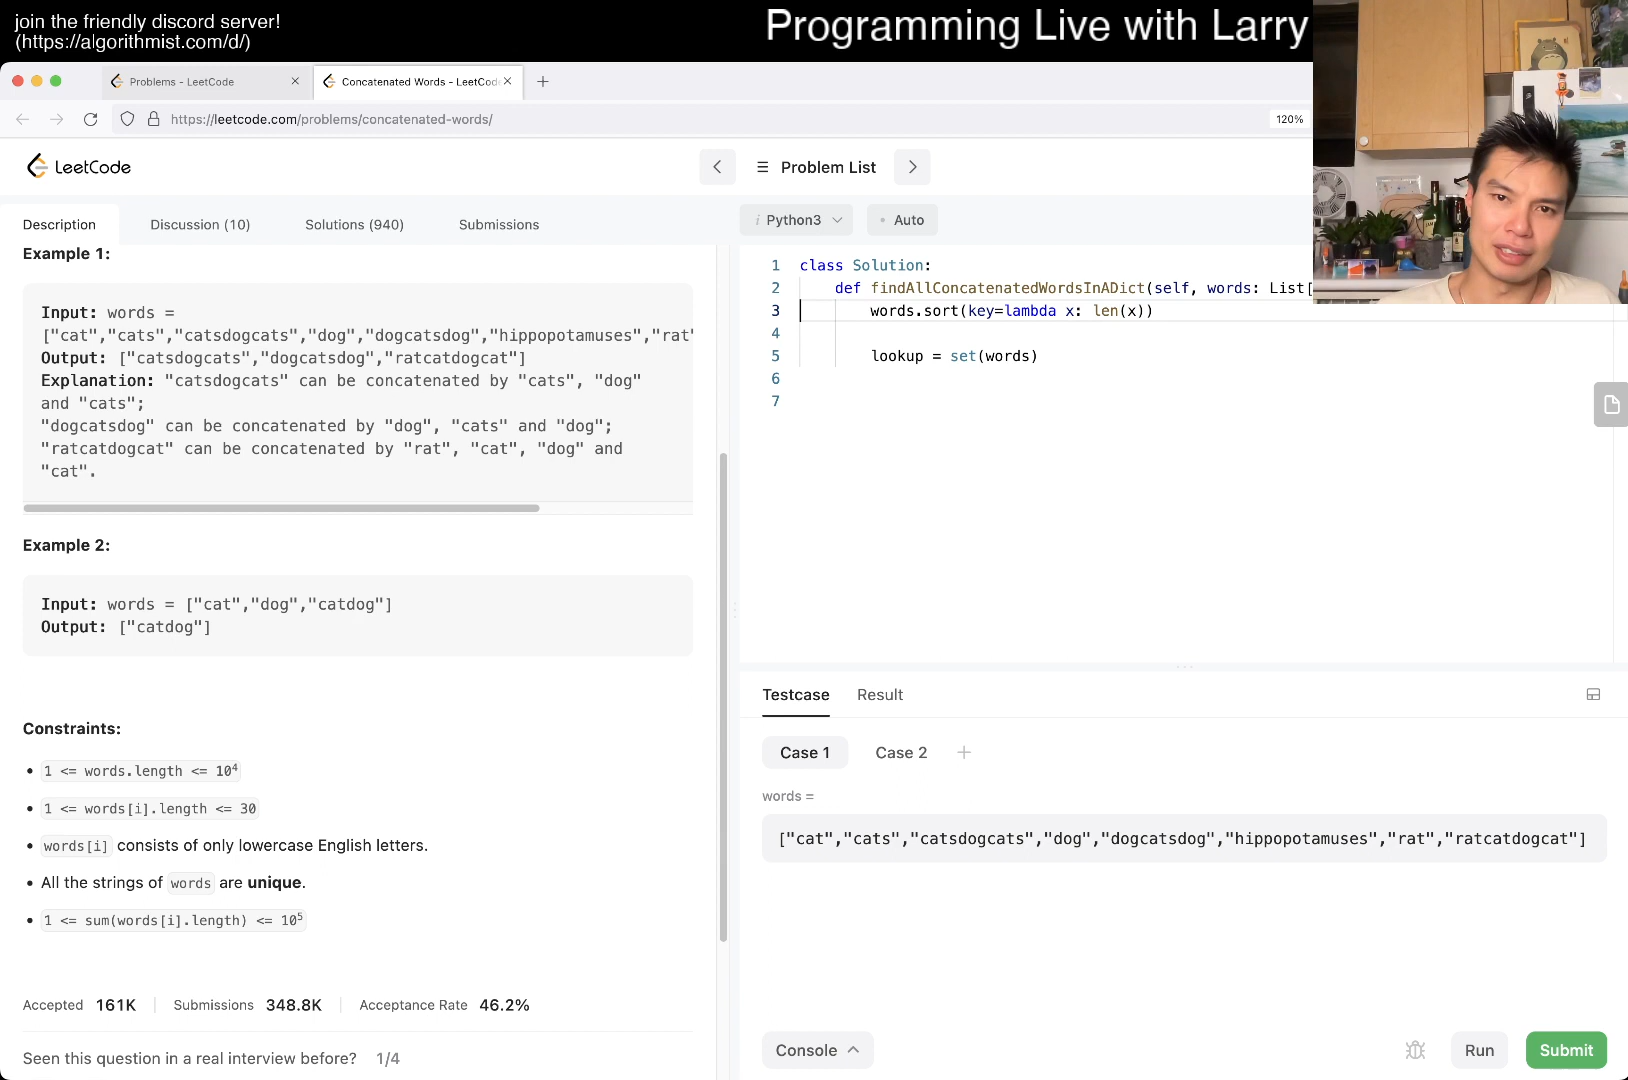 join the friendly discord server!
(https://algorithmist.com/d/)
Programming Live with Larry
Problems - LeetCode
Concatenated Words - LeetCod
https://leetcode.com/problems/concatenated-words/
120%
LeetCode
Problem List
Description
Discussion (10)
Solutions (940)
Submissions
Example 1:
Input: words =
["cat","cats","catsdogcats","dog","dogcatsdog","hippopotamuses","rat"
Output: ["catsdogcats","dogcatsdog","ratcatdogcat"]
Explanation: "catsdogcats" can be concatenated by "cats", "dog"
and "cats";
"dogcatsdog" can be concatenated by "dog", "cats" and "dog";
"ratcatdogcat" can be concatenated by "rat", "cat", "dog" and
"cat".
Example 2:
Input: words = ["cat","dog","catdog"]
Output: ["catdog"]
Constraints:
• 1 <= words.length <= 10⁴
• 1 <= words[i].length <= 30
• words[i] consists of only lowercase English letters.
• All the strings of words are unique.
• 1 <= sum(words[i].length) <= 10⁵
Accepted 161K
Submissions 348.8K
Acceptance Rate 46.2%
Seen this question in a real interview before? 1/4
i Python3
• Auto
1 class Solution:
2 def findAllConcatenatedWordsInADict(self, words: List[
3 words.sort(key=lambda x: len(x))
4
5 lookup = set(words)
6
7
Testcase
Result
Case 1
Case 2
words =
["cat","cats","catsdogcats","dog","dogcatsdog","hippopotamuses","rat","ratcatdogcat"]
Console
Run
Submit